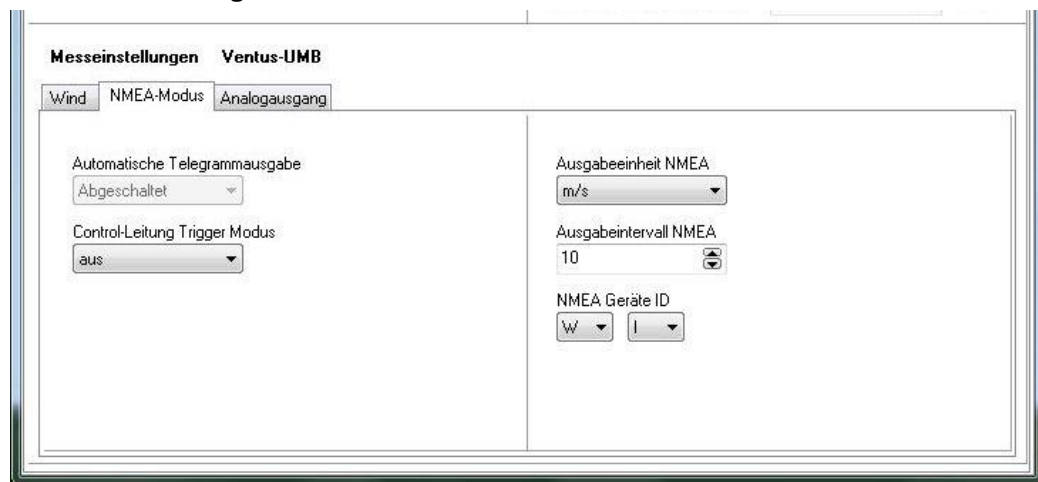 Messeinstellungen Ventus-UMB
Wind NMEA-Modus Analogausgang
Automatische Telegrammausgabe
Abgeschaltet
Control-Leitung Trigger Modus
aus
Ausgabeeinheit NMEA
m/s
Ausgabeintervall NMEA
10
NMEA Geräte ID
W I